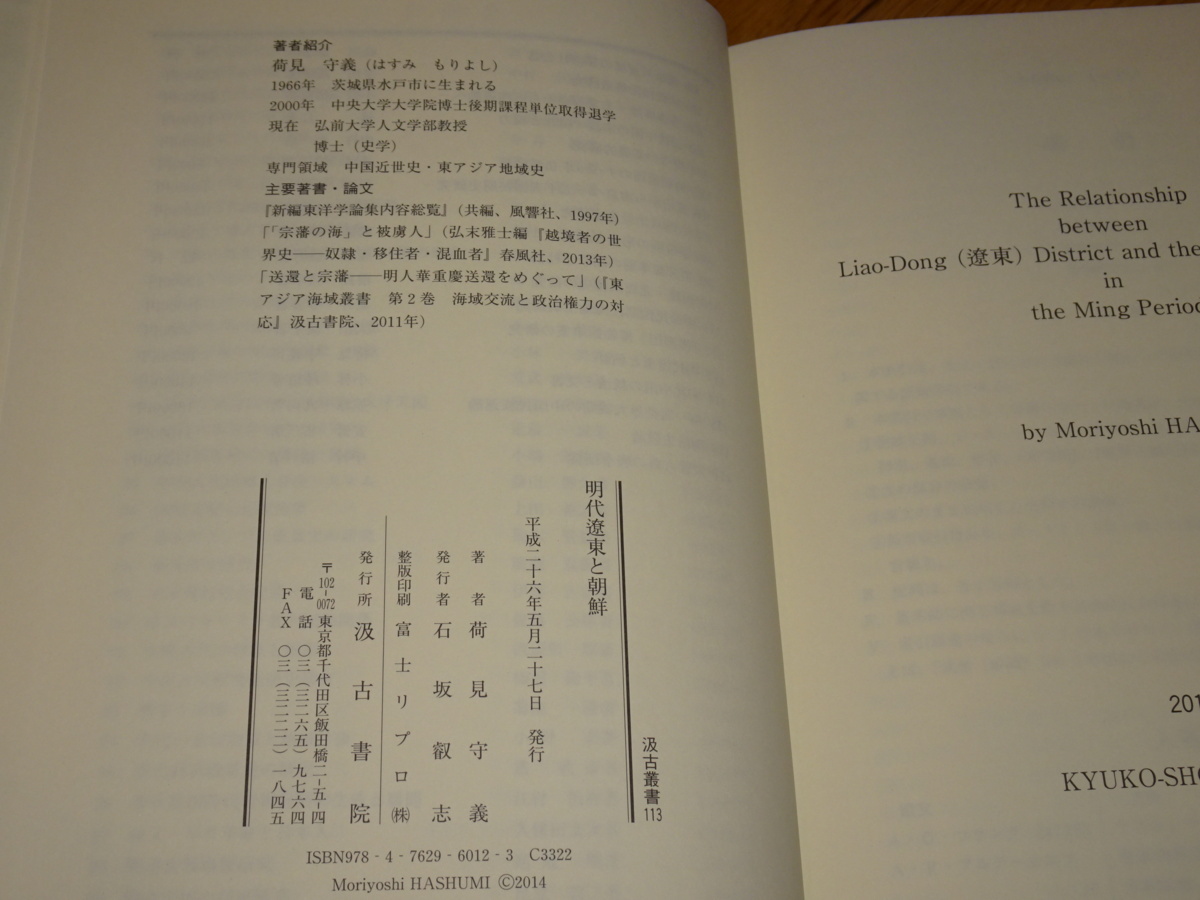 著者紹介
荷見　守義（はすみ　もりよし）
1966年　茨城県水戸市に生まれる
2000年　中央大学大学院博士後期課程単位取得退学
現在　弘前大学人文学部教授
博士（史学）
専門領域　中国近世史・東アジア地域史
主要著書・論文
『新編東洋学論集内容総覧』（共編、風響社、1997年）
「「宗藩の海」と被虜人」（弘末雅士編『越境者の世
界史――奴隷・移住者・混血者』春風社、2013年）
「送還と宗藩――明人華重慶送還をめぐって」（『東
アジア海域叢書　第２巻　海域交流と政治権力の対
応』汲古書院、2011年）
汲古叢書 113
明代遼東と朝鮮
平成二十六年五月二十七日　発行
著者　荷見守義
発行者　石坂叡志
整版印刷　富士リプロ㈱
発行所　汲古書院
〒102-0072 東京都千代田区飯田橋二-五-四
電話　〇三（三二六五）九七六四
ＦＡＸ　〇三（三二二二）一八四五
ISBN978 - 4 - 7629 - 6012 - 3　C3322
Moriyoshi HASHUMI ©2014
The Relationship
between
Liao-Dong（遼東）District and the
in
the Ming Period
by Moriyoshi HA
201
KYUKO-SHO